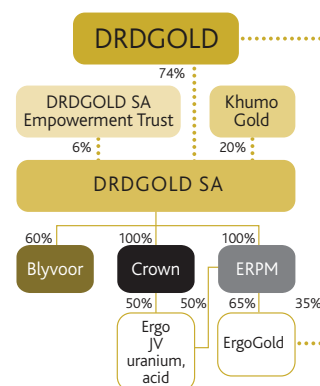 DRDGOLD
74%
DRDGOLD SA
Empowerment Trust
Khumo
Gold
6%
20%
DRDGOLD SA
60%
100%
100%
Blyvoor
Crown
ERPM
50%
50%
65%
35%
Ergo
JV
uranium,
acid
ErgoGold